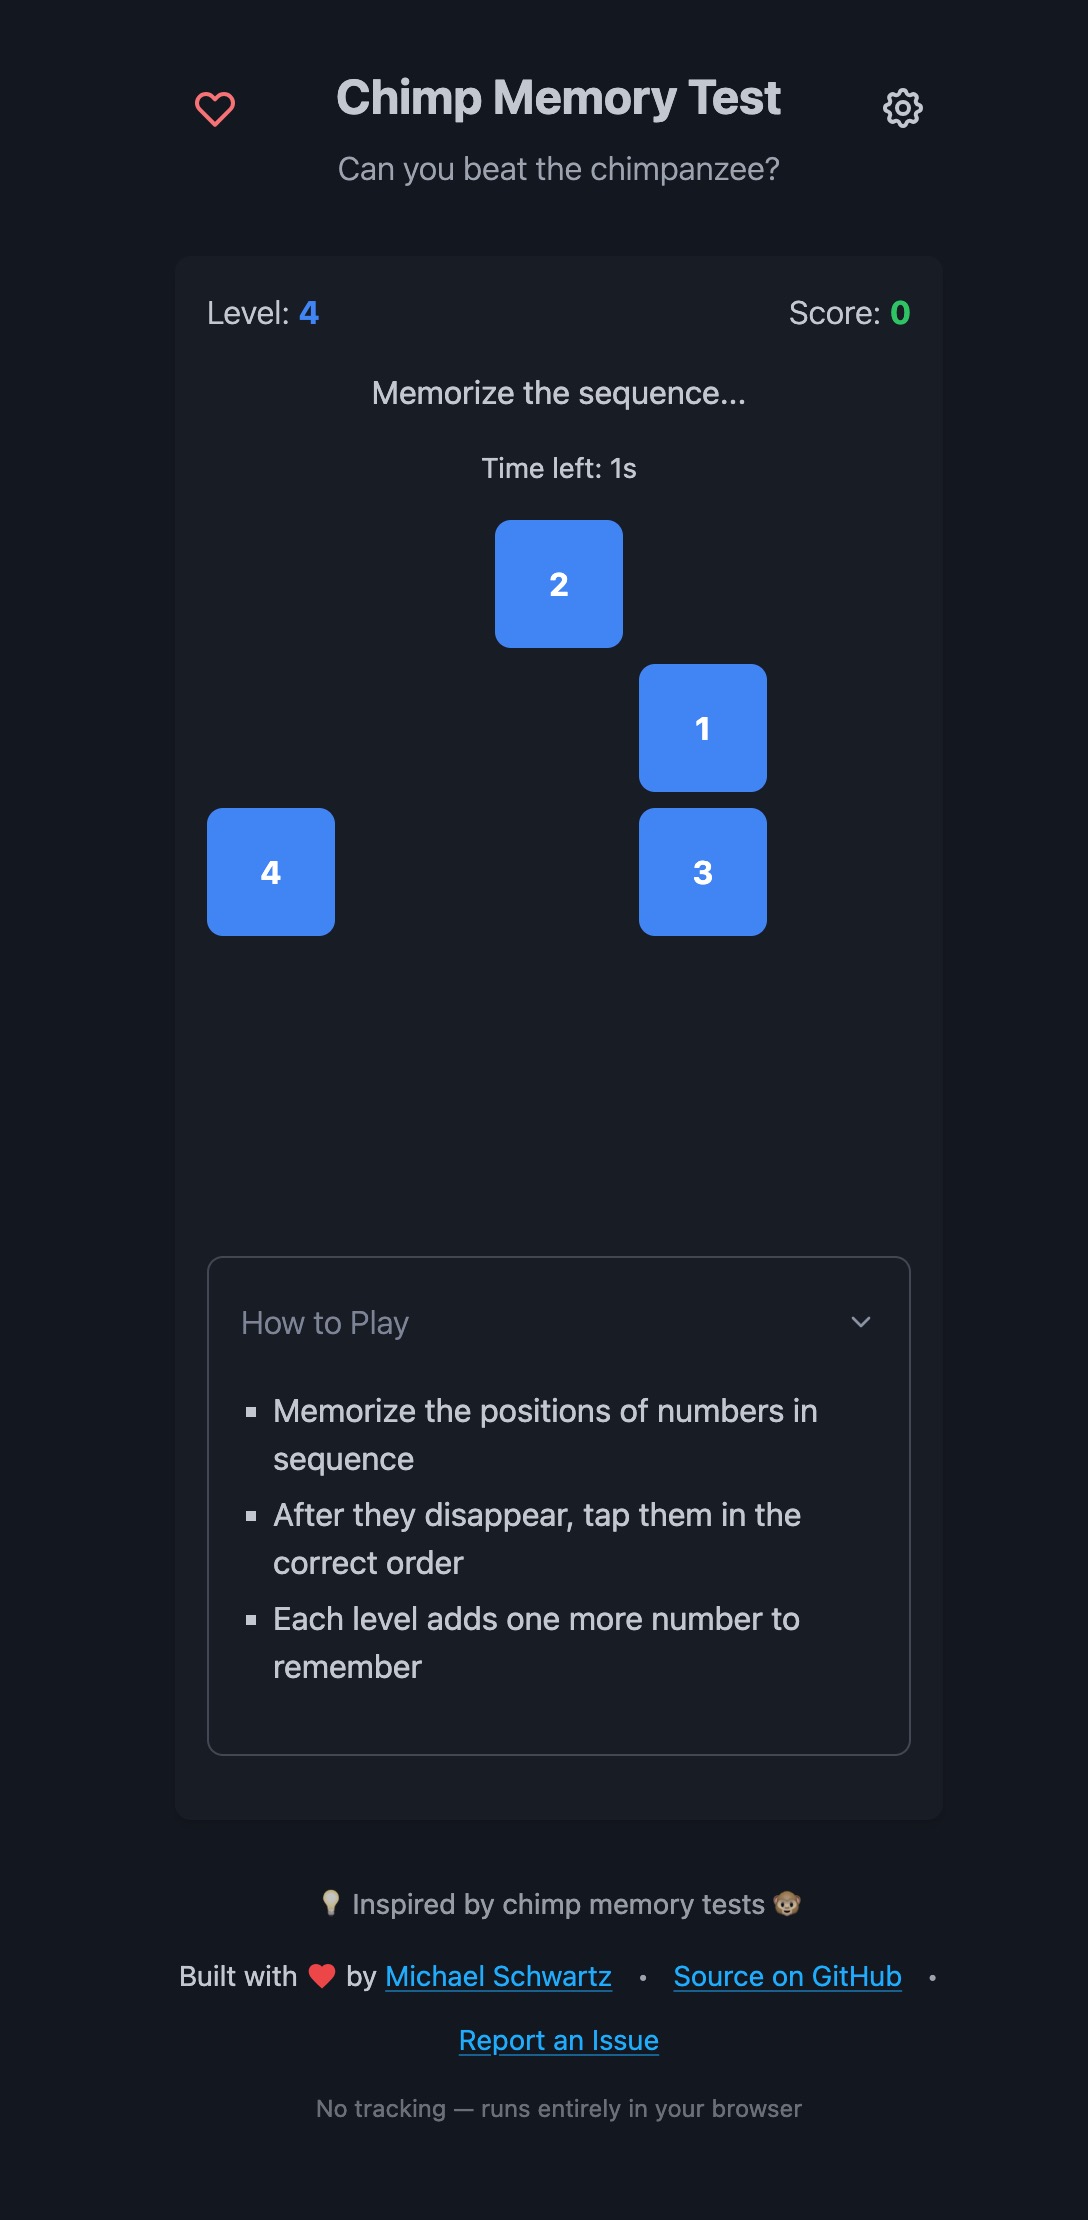 Chimp Memory Test
Can you beat the chimpanzee?
Level: 4
Score: 0
Memorize the sequence...
Time left: 1s
2
1
4
3
How to Play
Memorize the positions of numbers in
sequence
After they disappear, tap them in the
correct order
Each level adds one more number to
remember
💡 Inspired by chimp memory tests 🐵
Built with ❤️ by Michael Schwartz • Source on GitHub •
Report an Issue
No tracking — runs entirely in your browser